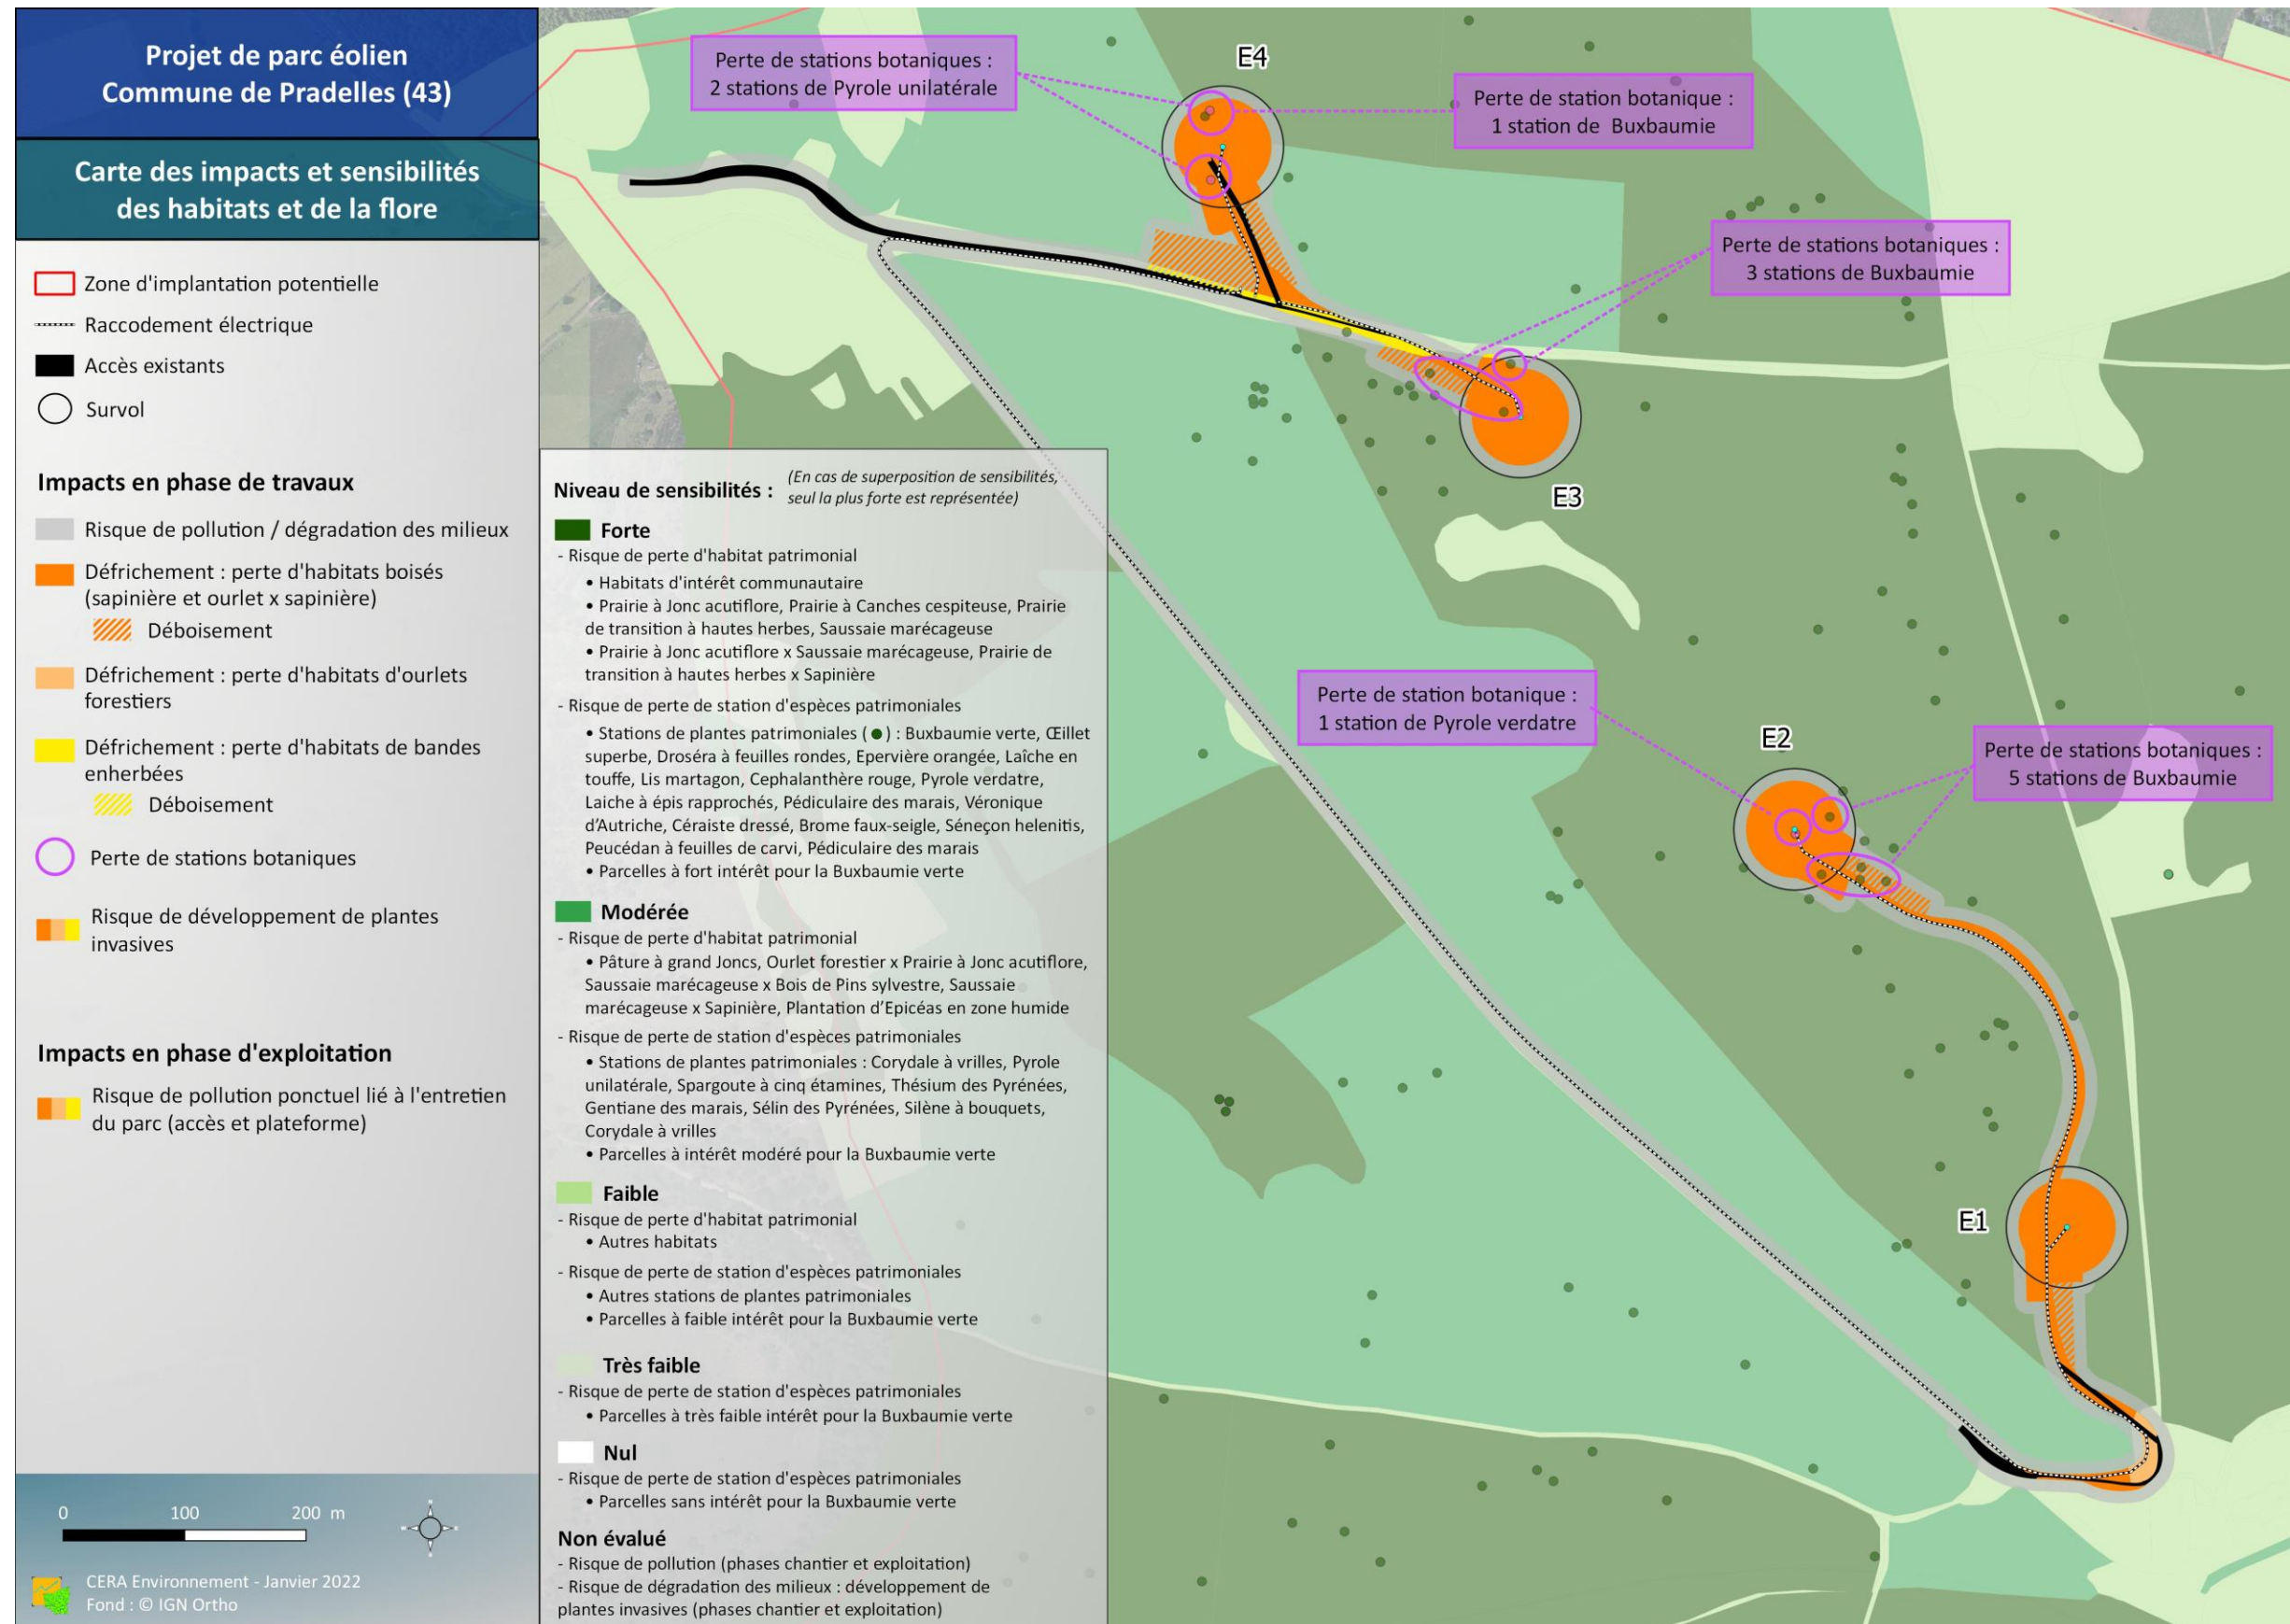 Projet de parc éolien
Commune de Pradelles (43)
Carte des impacts et sensibilités
des habitats et de la flore
Zone d'implantation potentielle
Raccodement électrique
Accès existants
Survol
Impacts en phase de travaux
Risque de pollution / dégradation des milieux
Défrichement : perte d'habitats boisés
(sapinière et ourlet x sapinière)
Déboisement
Défrichement : perte d'habitats d'ourlets
forestiers
Défrichement : perte d'habitats de bandes
enherbées
Déboisement
Perte de stations botaniques
Risque de développement de plantes
invasives
Impacts en phase d'exploitation
Risque de pollution ponctuel lié à l'entretien
du parc (accès et plateforme)
0 100 200 m
CERA Environnement - Janvier 2022
Fond : © IGN Ortho
Niveau de sensibilités : (En cas de superposition de sensibilités,
seul la plus forte est représentée)
Forte
- Risque de perte d'habitat patrimonial
• Habitats d'intérêt communautaire
• Prairie à Jonc acutiflore, Prairie à Canches cespiteuse, Prairie
de transition à hautes herbes, Saussaie marécageuse
• Prairie à Jonc acutiflore x Saussaie marécageuse, Prairie de
transition à hautes herbes x Sapinière
- Risque de perte de station d'espèces patrimoniales
• Stations de plantes patrimoniales (●) : Buxbaumie verte, Œillet
superbe, Droséra à feuilles rondes, Epervière orangée, Laîche en
touffe, Lis martagon, Cephalanthère rouge, Pyrole verdatre,
Laiche à épis rapprochés, Pédiculaire des marais, Véronique
d'Autriche, Céraiste dressé, Brome faux-seigle, Séneçon helenitis,
Peucédan à feuilles de carvi, Pédiculaire des marais
• Parcelles à fort intérêt pour la Buxbaumie verte
Modérée
- Risque de perte d'habitat patrimonial
• Pâture à grand Joncs, Ourlet forestier x Prairie à Jonc acutiflore,
Saussaie marécageuse x Bois de Pins sylvestre, Saussaie
marécageuse x Sapinière, Plantation d'Epicéas en zone humide
- Risque de perte de station d'espèces patrimoniales
• Stations de plantes patrimoniales : Corydale à vrilles, Pyrole
unilatérale, Spargoute à cinq étamines, Thésium des Pyrénées,
Gentiane des marais, Sélin des Pyrénées, Silène à bouquets,
Corydale à vrilles
• Parcelles à intérêt modéré pour la Buxbaumie verte
Faible
- Risque de perte d'habitat patrimonial
• Autres habitats
- Risque de perte de station d'espèces patrimoniales
• Autres stations de plantes patrimoniales
• Parcelles à faible intérêt pour la Buxbaumie verte
Très faible
- Risque de perte de station d'espèces patrimoniales
• Parcelles à très faible intérêt pour la Buxbaumie verte
Nul
- Risque de perte de station d'espèces patrimoniales
• Parcelles sans intérêt pour la Buxbaumie verte
Non évalué
- Risque de pollution (phases chantier et exploitation)
- Risque de dégradation des milieux : développement de
plantes invasives (phases chantier et exploitation)
Perte de stations botaniques :
2 stations de Pyrole unilatérale
E4
Perte de station botanique :
1 station de Buxbaumie
Perte de stations botaniques :
3 stations de Buxbaumie
E3
Perte de station botanique :
1 station de Pyrole verdatre
E2
Perte de stations botaniques :
5 stations de Buxbaumie
E1